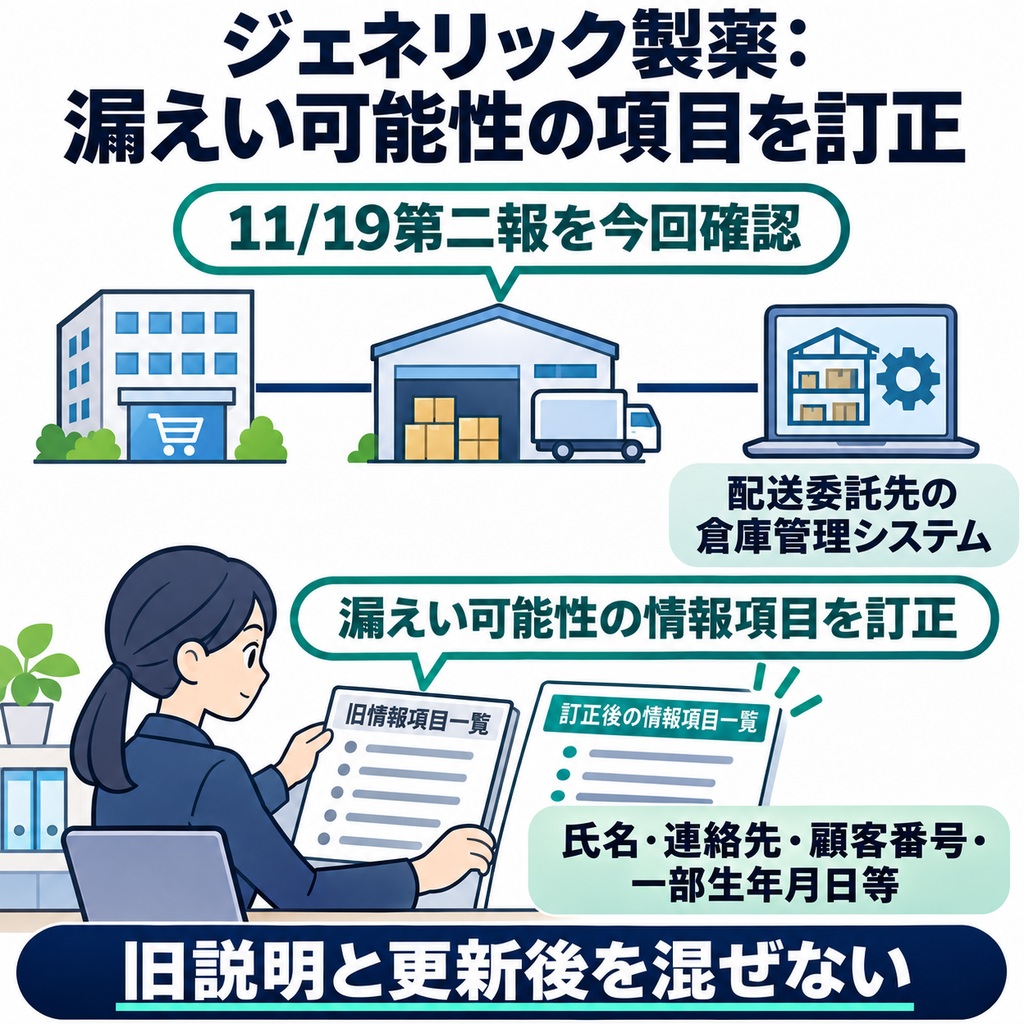 ジェネリック製薬：
漏えい可能性の項目を訂正
11/19第二報を今回確認
配送委託先の
倉庫管理システム
漏えい可能性の情報項目を訂正
旧情報項目一覧
訂正後の情報項目一覧
氏名・連絡先・顧客番号・
一部生年月日等
旧説明と更新後を混ぜない